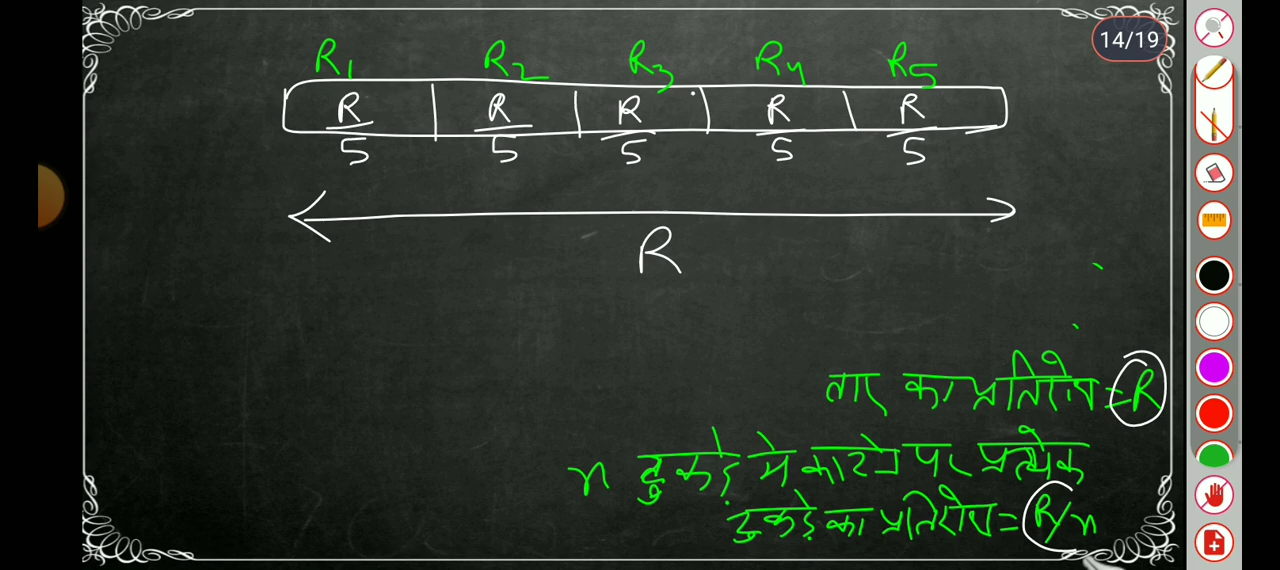 14/19
R1 R2 R3 R4 R5
R/5 R/5 R/5 R/5 R/5
R
तार का प्रतिरोध = R
n टुकड़े में काटने पर प्रत्येक
टुकड़े का प्रतिरोध = R/n